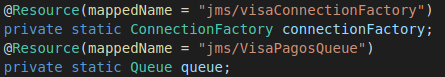 @Resource(mappedName = "jms/visaConnectionFactory")
private static ConnectionFactory connectionFactory;
@Resource(mappedName = "jms/VisaPagosQueue")
private static Queue queue;